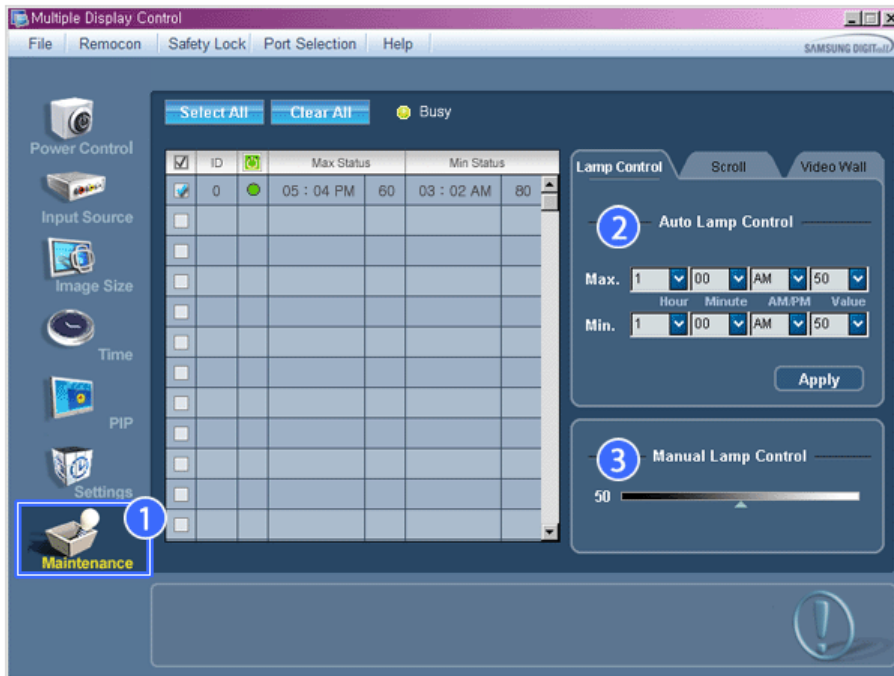 Multiple Display Control
File Remocon Safety Lock Port Selection Help
SAMSUNG DIGITall
Select All Clear All Busy
Power Control
Input Source
Image Size
Time
PIP
Settings
1
Maintenance
ID Max Status Min Status
0 05 : 04 PM 60 03 : 02 AM 80
Lamp Control Scroll Video Wall
2 Auto Lamp Control
Max. 1 00 AM 50
Hour Minute AM/PM Value
Min. 1 00 AM 50
Apply
3 Manual Lamp Control
50